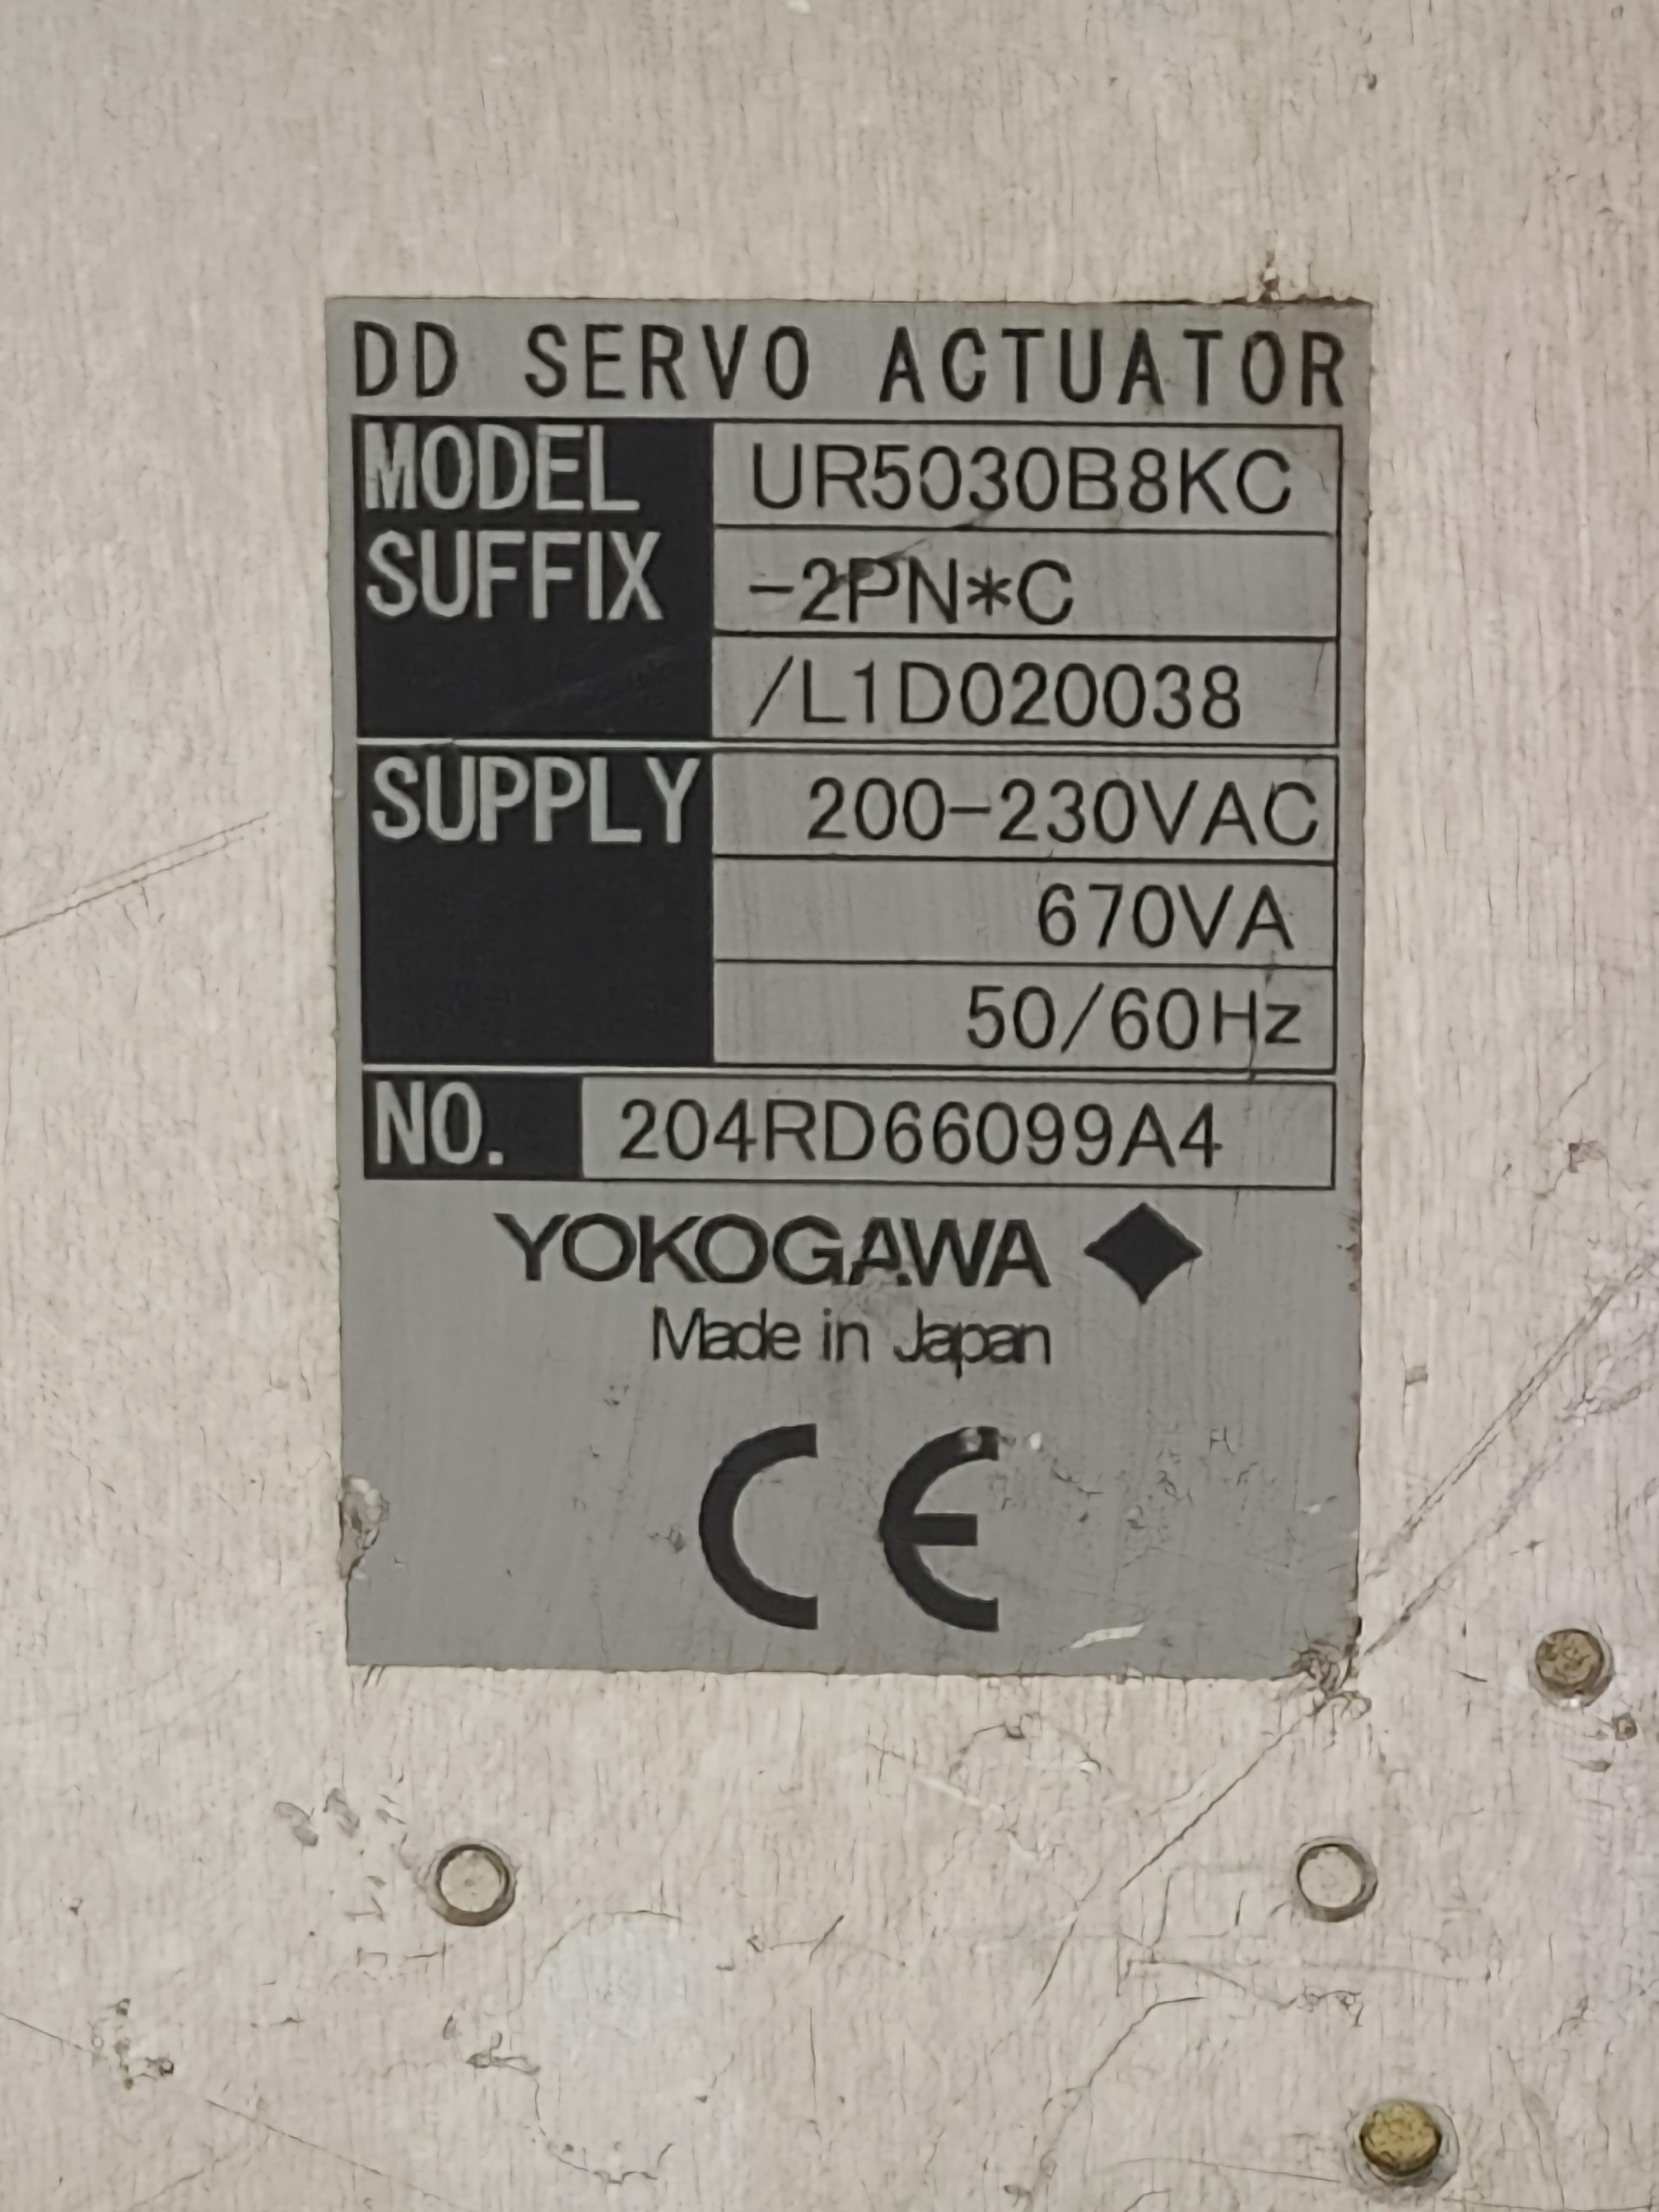 DD SERVO ACTUATOR
MODEL UR5030B8KC
SUFFIX -2PN*C
/L1D020038
SUPPLY 200-230VAC
670VA
50/60Hz
NO. 204RD66099A4
YOKOGAWA
Made in Japan
CE